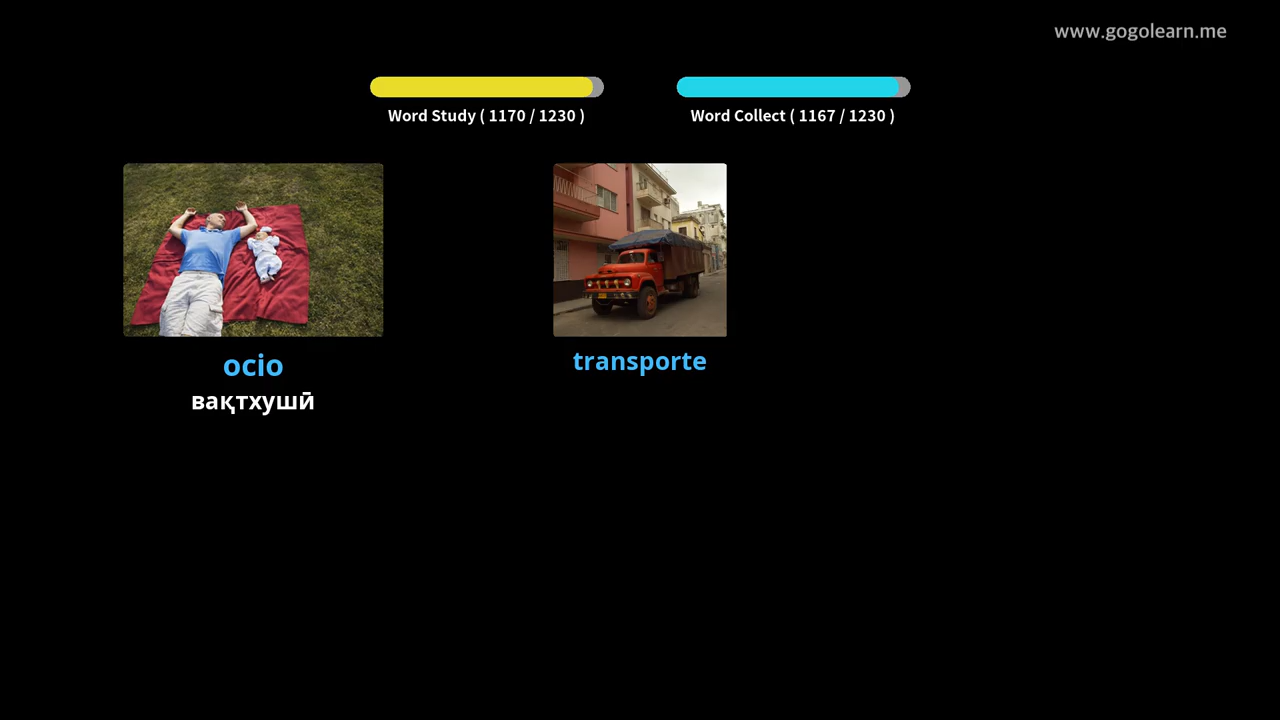 www.gogolearn.me
Word Study ( 1170 / 1230 )
Word Collect ( 1167 / 1230 )
ocio
вақтхушӣ
transporte